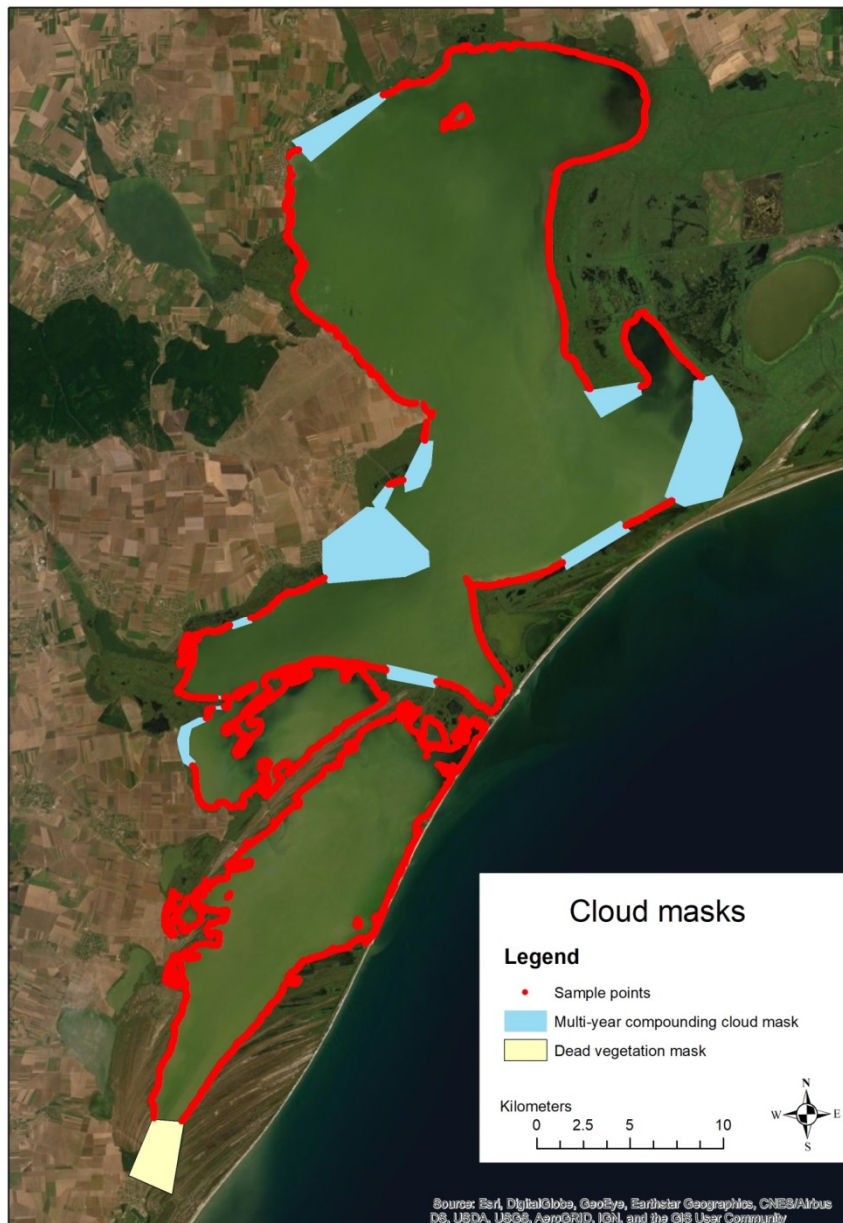 Cloud masks
Legend
Sample points
Multi-year compounding cloud mask
Dead vegetation mask
Kilometers
0 2.5 5 10
N
W E
S
Source: Esri, DigitalGlobe, GeoEye, Earthstar Geographics, CNES/Airbus
DS, USDA, USGS, AeroGRID, IGN, and the GIS User Community